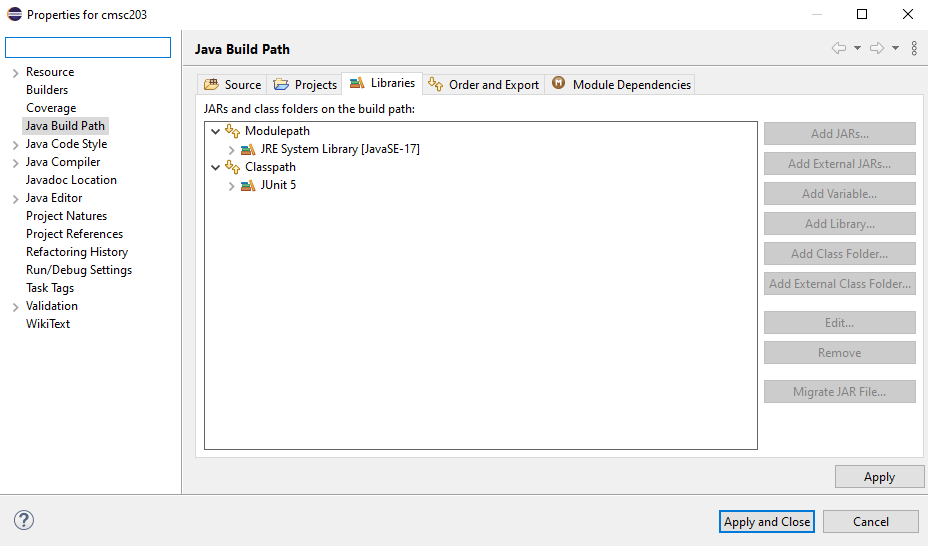 Properties for cmsc203
Resource
Builders
Coverage
Java Build Path
Java Code Style
Java Compiler
Javadoc Location
Java Editor
Project Natures
Project References
Refactoring History
Run/Debug Settings
Task Tags
Validation
WikiText
Java Build Path
Source Projects Libraries Order and Export M Module Dependencies
JARs and class folders on the build path:
Modulepath
JRE System Library [JavaSE-17]
Classpath
JUnit 5
Add JARs...
Add External JARs...
Add Variable...
Add Library...
Add Class Folder...
Add External Class Folder...
Edit...
Remove
Migrate JAR File...
Apply
?
Apply and Close Cancel